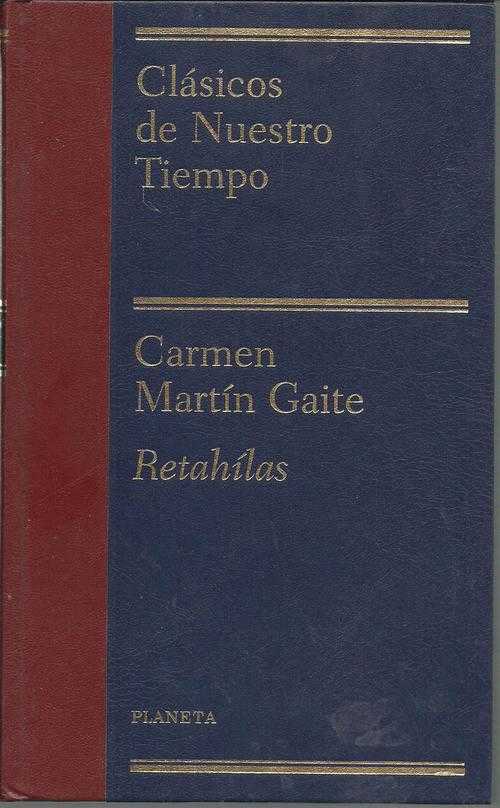 Clásicos
de Nuestro
Tiempo
Carmen
Martín Gaite
Retahílas
PLANETA